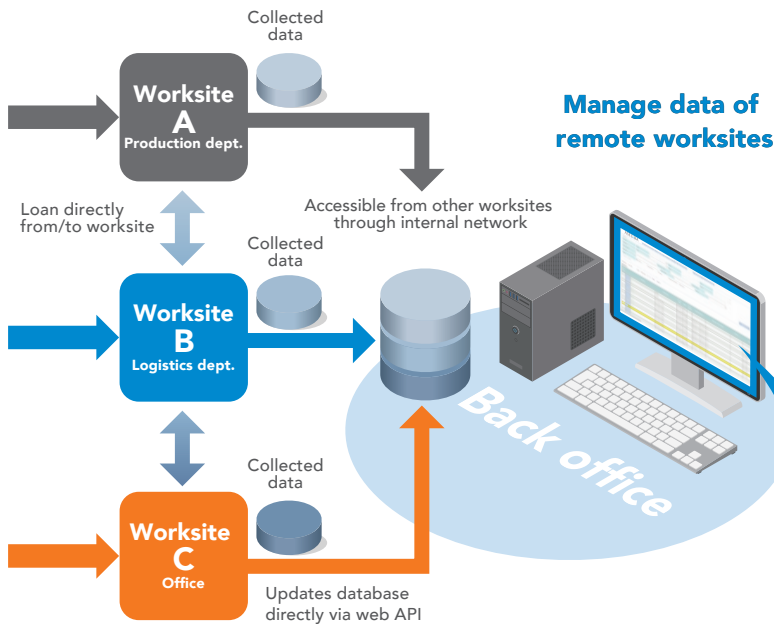 Collected
data
Worksite
A
Production dept.
Manage data of
remote worksites
Loan directly
from/to worksite
Accessible from other worksites
through internal network
Collected
data
Worksite
B
Logistics dept.
Back office
Collected
data
Worksite
C
Office
Updates database
directly via web API